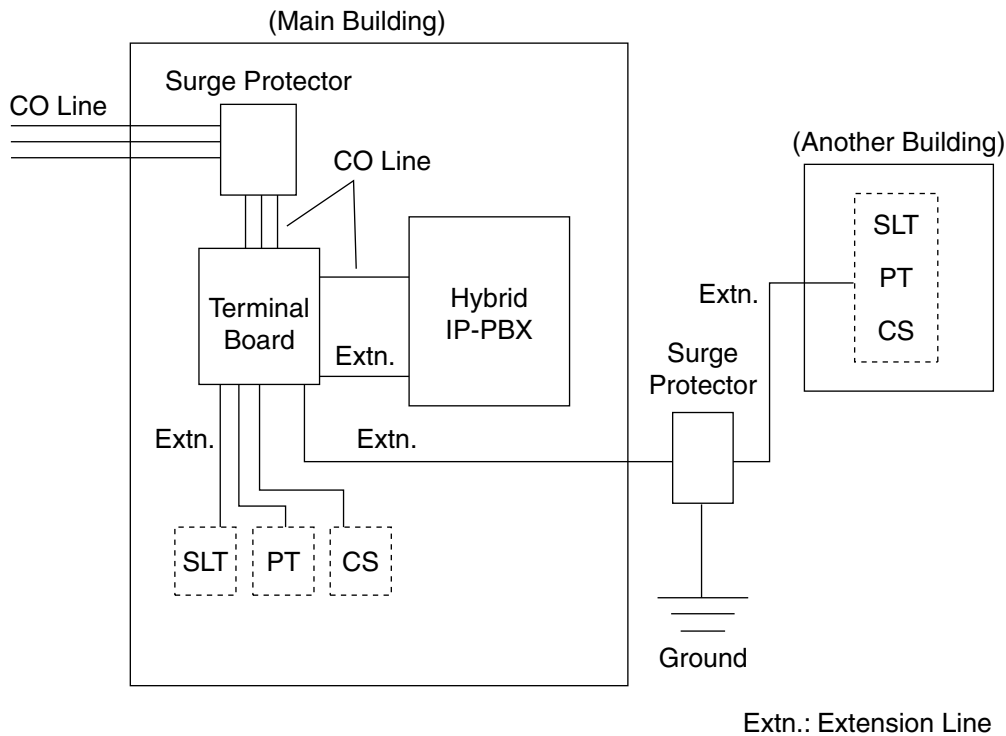 (Main Building)
Surge Protector
CO Line
CO Line
(Another Building)
SLT
PT
CS
Extn.
Terminal
Board
Hybrid
IP-PBX
Extn.
Surge
Protector
Extn.
Extn.
SLT
PT
CS
Ground
Extn.: Extension Line